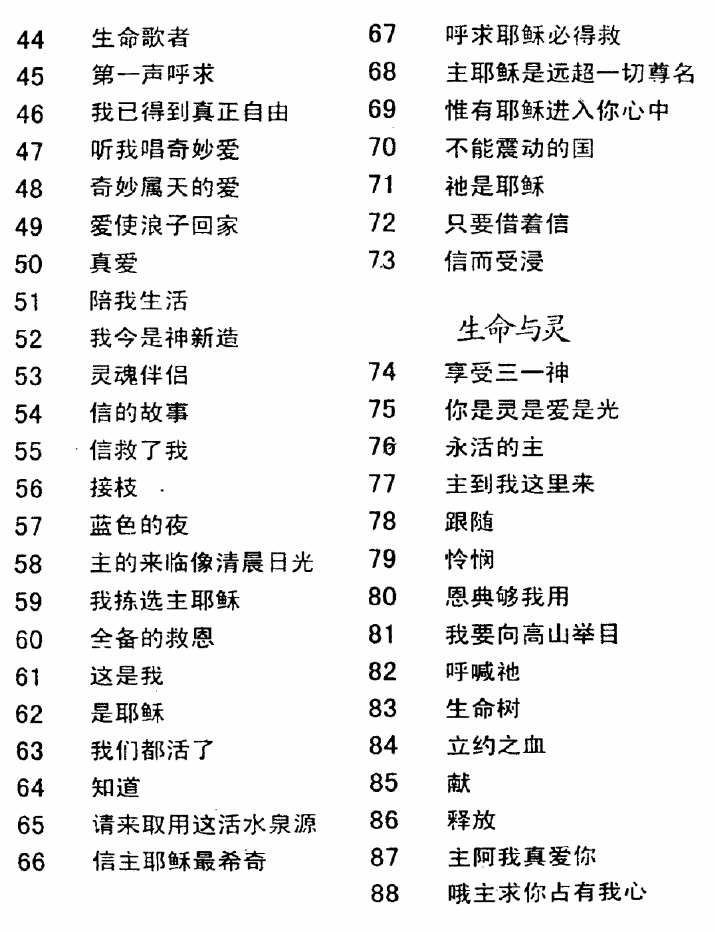 44 生命歌者
45 第一声呼求
46 我已得到真正自由
47 听我唱奇妙爱
48 奇妙属天的爱
49 爱使浪子回家
50 真爱
51 陪我生活
52 我今是神新造
53 灵魂伴侣
54 信的故事
55 信救了我
56 接枝
57 蓝色的夜
58 主的来临像清晨日光
59 我拣选主耶稣
60 全备的救恩
61 这是我
62 是耶稣
63 我们都活了
64 知道
65 请来取用这活水泉源
66 信主耶稣最希奇
67 呼求耶稣必得救
68 主耶稣是远超一切尊名
69 惟有耶稣进入你心中
70 不能震动的国
71 祂是耶稣
72 只要借着信
73 信而受浸
生命与灵
74 享受三一神
75 你是灵是爱是光
76 永活的主
77 主到我这里来
78 跟随
79 怜悯
80 恩典够我用
81 我要向高山举目
82 呼喊祂
83 生命树
84 立约之血
85 献
86 释放
87 主阿我真爱你
88 哦主求你占有我心